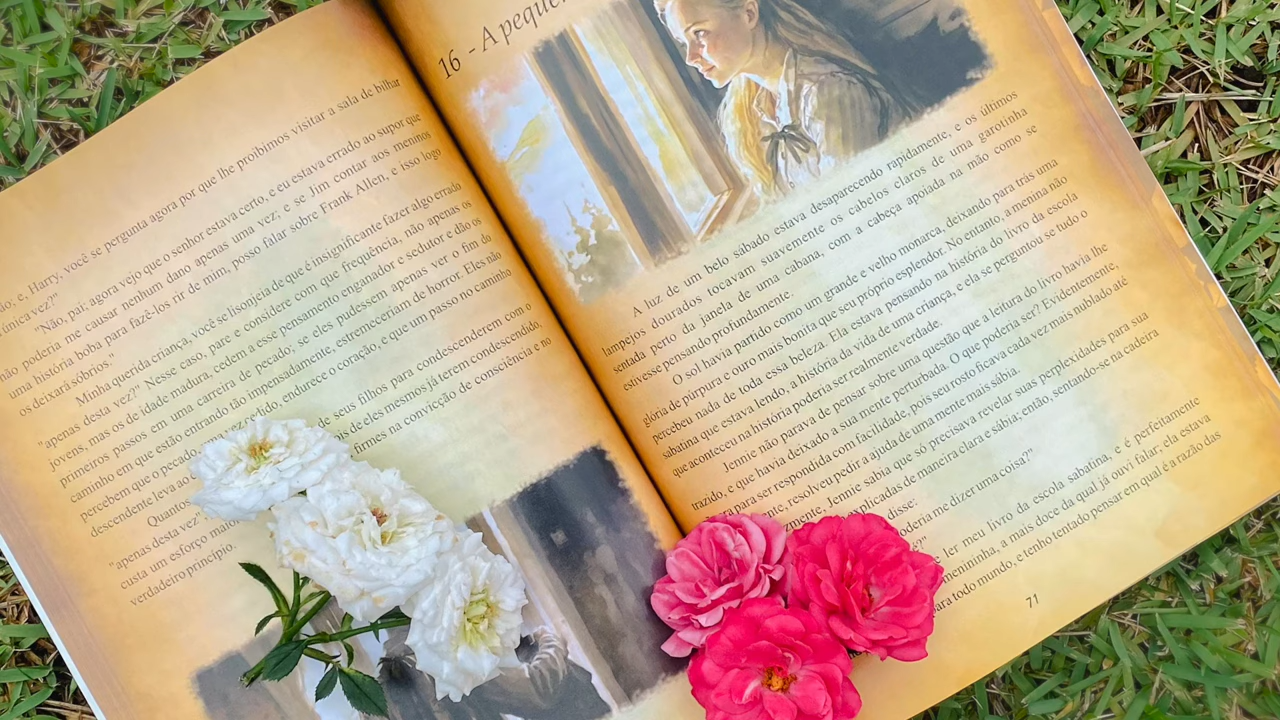 ão, e, Harry, você se pergunta agora por que lhe proibimos visitar a sala de bilhar
única vez?"
"Não, pai; agora vejo que o senhor estava certo, e eu estava errado ao supor que
não poderia me causar nenhum dano apenas uma vez; e se Jim contar aos meninos
uma história boba para fazê-los rir de mim, posso falar sobre Frank Allen, e isso logo
os deixará sóbrios."
Minha querida criança, você se lisonjeia de que é insignificante fazer algo errado
"apenas desta vez?" Nesse caso, pare e considere com que frequência, não apenas os
jovens, mas os de idade madura, cedem a esse pensamento enganador e sedutor e dão os
primeiros passos em uma carreira de pecado; se eles pudessem apenas ver o fim do
caminho em que estão entrando tão impensadamente, estremeceriam de horror. Eles não
percebem que o pecado endurece o coração, e que um passo no caminho
descendente leva ao
Quanto de seus filhos para condescenderem com o
"apenas desta vez" deles mesmos já terem condescendido,
custa um esforço maior firmes na convicção de consciência e no
verdadeiro princípio.
16 - A peque
A luz de um belo sábado estava desaparecendo rapidamente, e os últimos
lampejos dourados tocavam suavemente os cabelos claros de uma garotinha
sentada perto da janela de uma cabana, com a cabeça apoiada na mão como se
estivesse pensando profundamente.
O sol havia partido como um grande e velho monarca, deixando para trás uma
glória de púrpura e ouro mais bonita que seu próprio esplendor. No entanto, a menina não
percebeu nada de toda essa beleza. Ela estava pensando na história do livro da escola
sabatina que estava lendo, a história da vida de uma criança, e ela se perguntou se tudo o
que aconteceu na história poderia ser realmente verdade.
Jennie não parava de pensar sobre uma questão que a leitura do livro havia lhe
trazido, e que havia deixado a sua mente perturbada. O que poderia ser? Evidentemente,
para ser respondida com facilidade, pois seu rosto ficava cada vez mais nublado até
mente, resolveu pedir a ajuda de uma mente mais sábia.
mente, Jennie sabia que só precisava revelar suas perplexidades para sua
plicadas de maneira clara e sábia; então, sentando-se na cadeira
disse:
oderia me dizer uma coisa?"
ler meu livro da escola sabatina, e é perfeitamente
menininha, a mais doce da qual já ouvi falar, ela estava
para todo mundo, e tenho tentado pensar em qual é a razão das
71